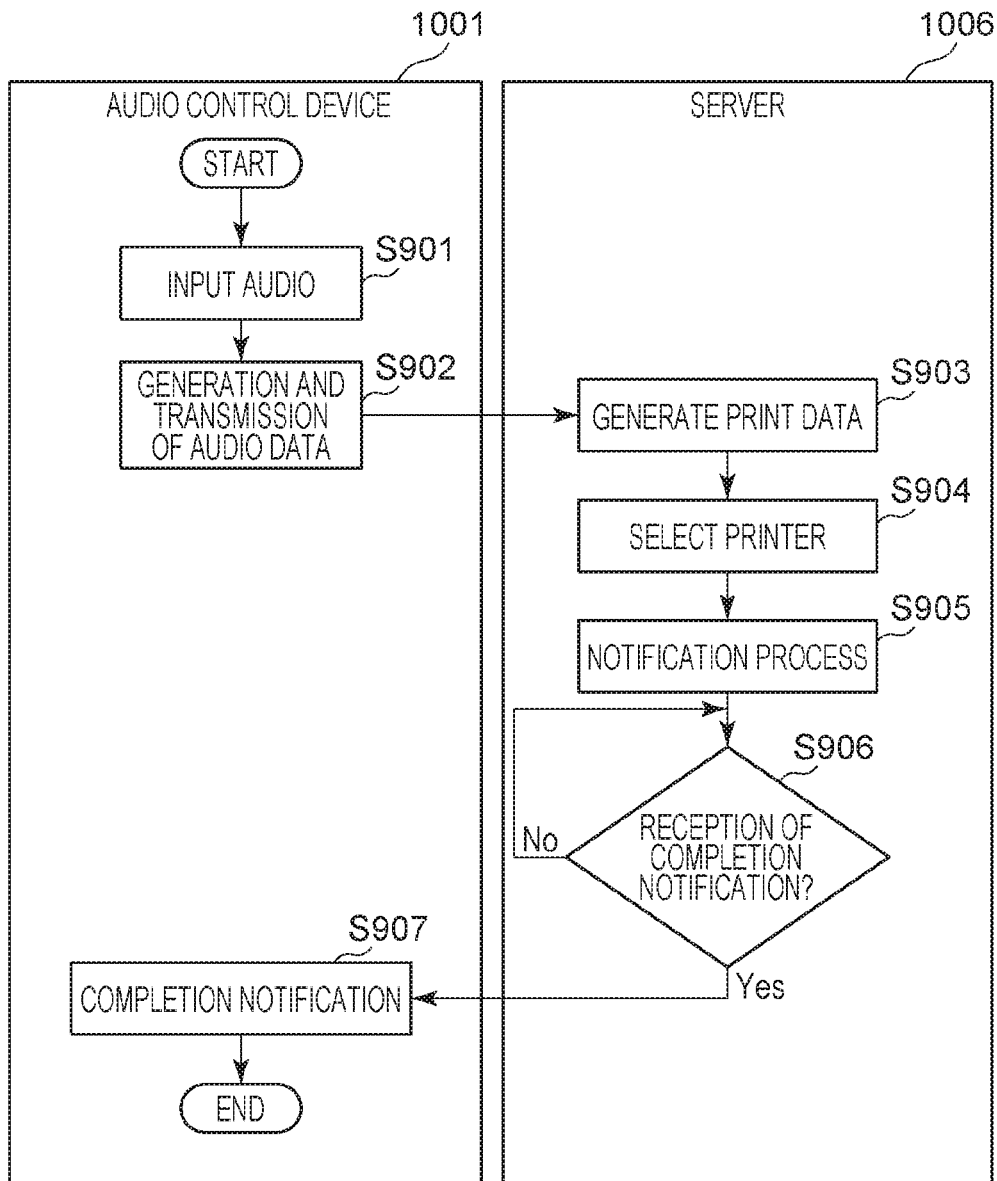 1001
1006
AUDIO CONTROL DEVICE
SERVER
START
S901
INPUT AUDIO
S902
GENERATION AND
TRANSMISSION
OF AUDIO DATA
S903
GENERATE PRINT DATA
S904
SELECT PRINTER
S905
NOTIFICATION PROCESS
S906
RECEPTION OF
COMPLETION
NOTIFICATION?
No
Yes
S907
COMPLETION NOTIFICATION
END